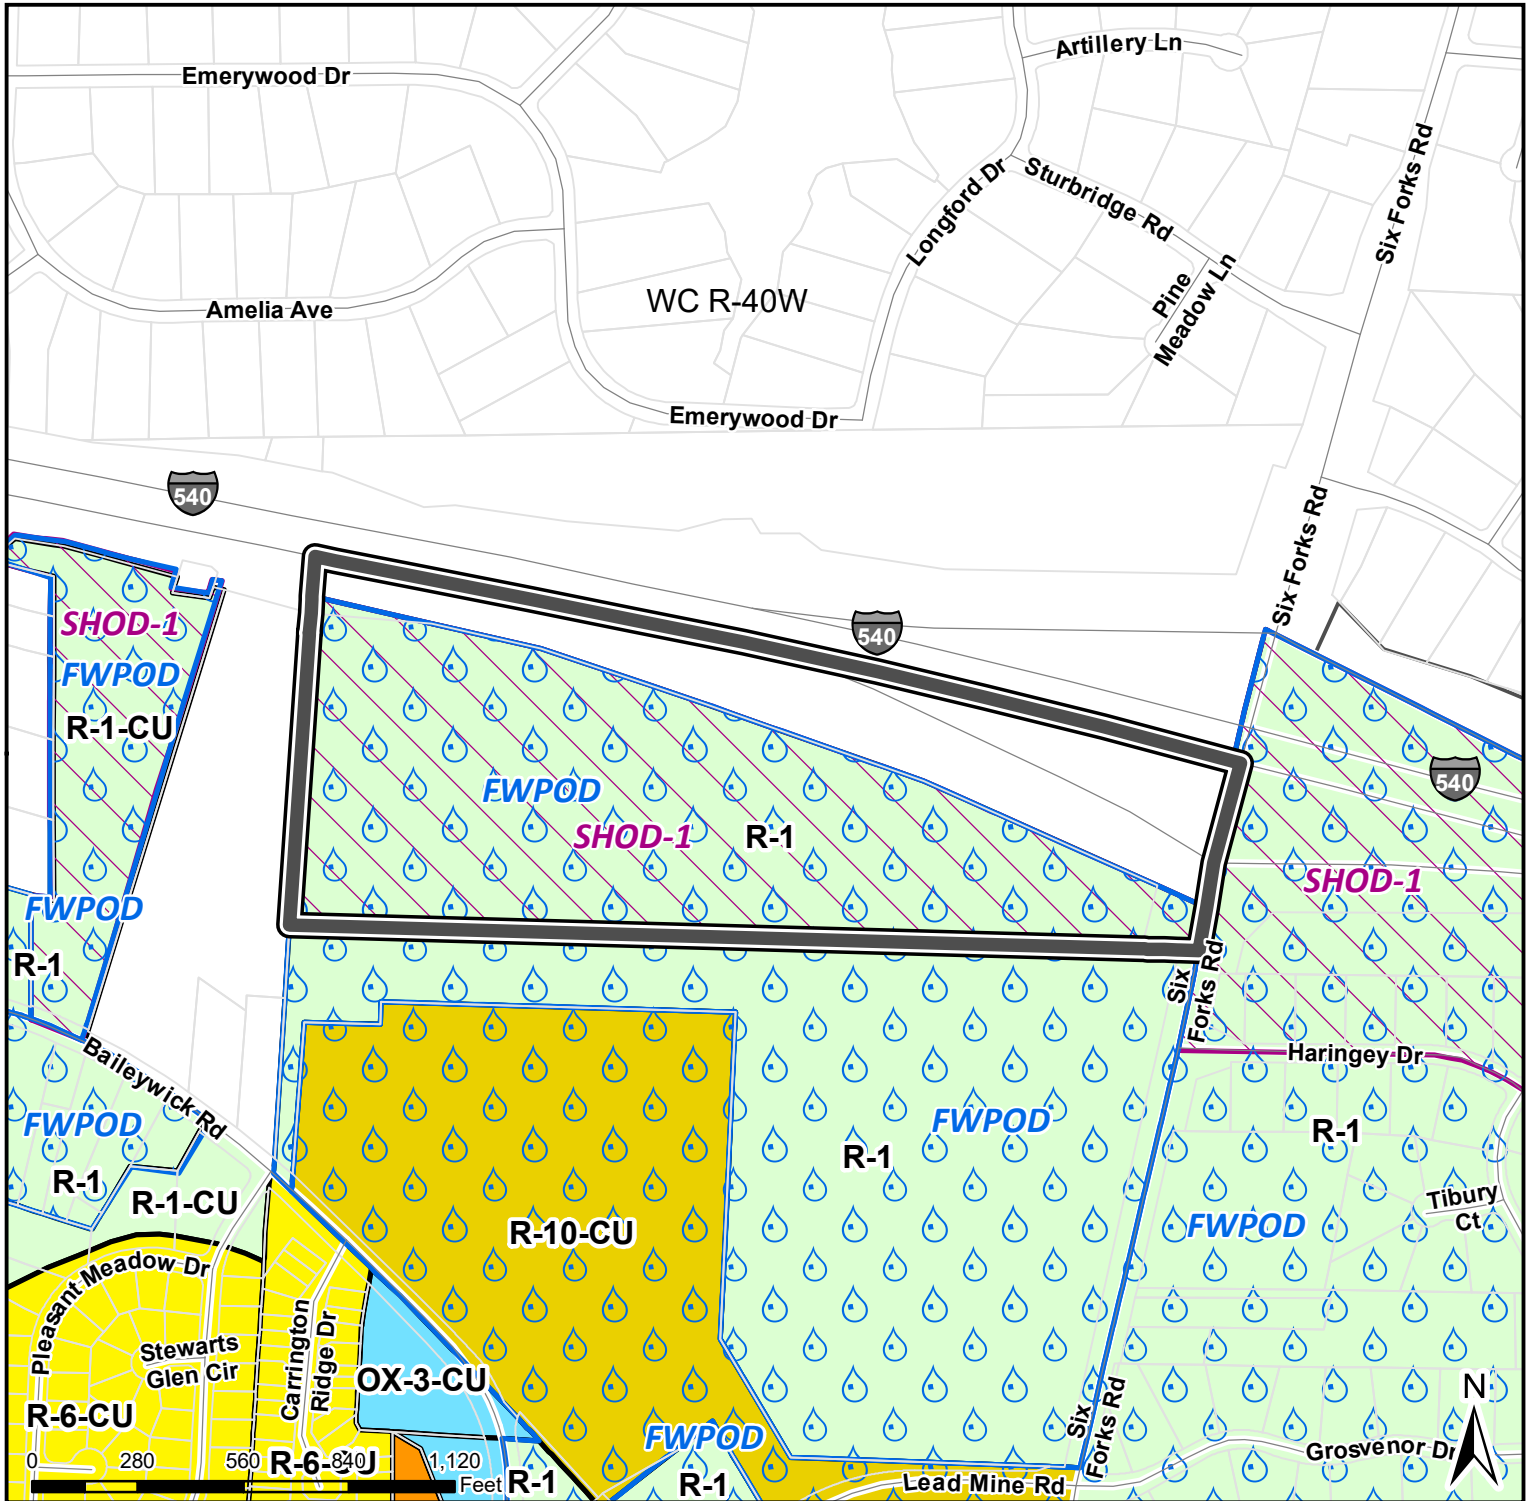 Artillery Ln
Emerywood Dr
Six Forks Rd
Longford Dr
Sturbridge Rd
Pine
Meadow Ln
WC R-40W
Amelia Ave
Emerywood Dr
540
Six Forks Rd
540
SHOD-1
FWPOD
R-1-CU
540
FWPOD
SHOD-1
R-1
SHOD-1
FWPOD
R-1
Six
Forks Rd
Haringey Dr
Baileywick Rd
FWPOD
R-1
R-1-CU
FWPOD
R-1
R-1
FWPOD
Tibury
Ct
R-10-CU
Pleasant Meadow Dr
Stewarts
Glen Cir
Carrington
Ridge Dr
OX-3-CU
R-6-CU
R-6-CU
FWPOD
R-1
R-1
Six
Forks Rd
Lead Mine Rd
Grosvenor Dr
N
0 280 560 840 1,120
Feet